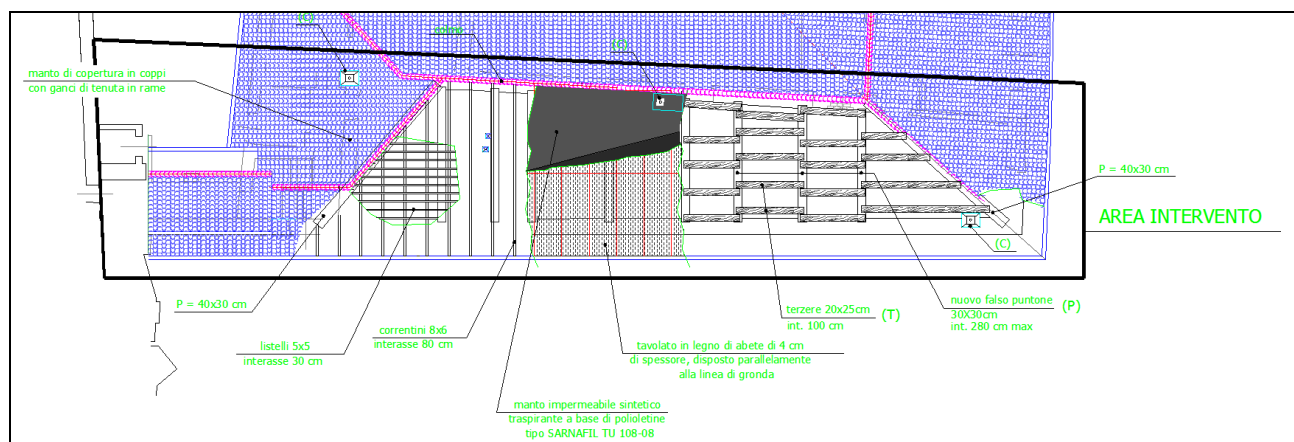 (C)
colmo
(C)
manto di copertura in coppi
con ganci di tenuta in rame
P = 40x30 cm
AREA INTERVENTO
(C)
P = 40x30 cm
listelli 5x5
interasse 30 cm
correntini 8x6
interasse 80 cm
manto impermeabile sintetico
traspirante a base di polioletine
tipo SARNAFIL TU 108-08
tavolato in legno di abete di 4 cm
di spessore, disposto parallelamente
alla linea di gronda
terzere 20x25cm (T)
int. 100 cm
nuovo falso puntone (P)
30X30cm
int. 280 cm max